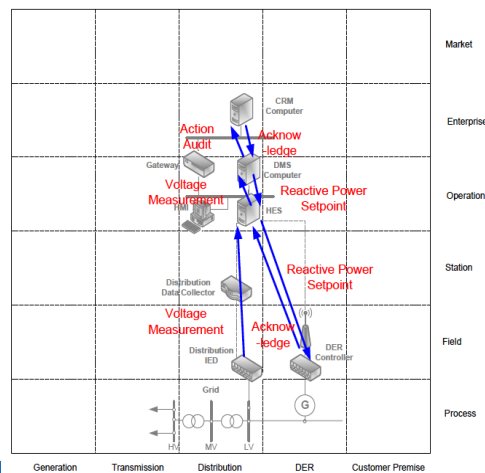 Market
CRM
Computer
Enterprise
Action
Audit
Acknow
-ledge
Gateway
DMS
Computer
Voltage
Measurement
Reactive Power
Setpoint
Operation
HMI
HES
Station
Reactive Power
Setpoint
Distribution
Data Collector
Voltage
Measurement
Acknow
-ledge
Field
Distribution
IED
DER
Controller
Grid
G
Process
HV
MV
LV
Generation
Transmission
Distribution
DER
Customer Premise